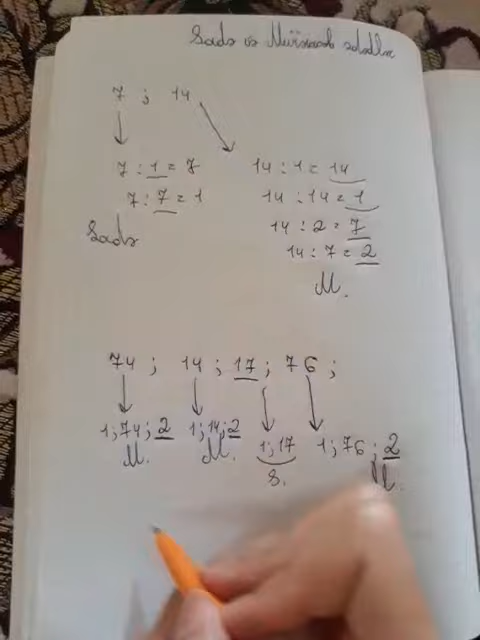 Sadə və Mürəkkəb ədədlər
7 ; 14
7 : 1 = 7 14 : 1 = 14
7 : 7 = 1 14 : 14 = 1
Sadə 14 : 2 = 7
14 : 7 = 2
M.
74 ; 14 ; 17 ; 76 ;
1 ; 74 ; 2 1 ; 14 ; 2 1 ; 17 1 ; 76 ; 2
M. M. S. M.